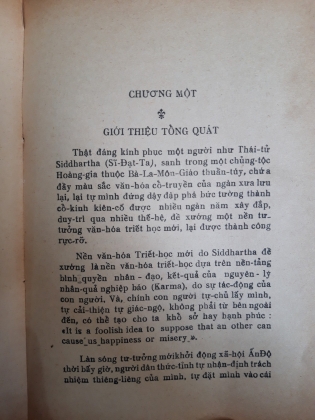 CHƯƠNG MỘT
GIỚI THIỆU TỔNG QUÁT
Thật đáng kính phục một người như Thái-tử
Siddhartha (Sĩ-Đạt-Ta), sanh trong một chủng-tộc
Hoàng-gia thuộc Bà-La-Môn-Giáo thuần-túy, chứ
đầy màu sắc văn-hóa cổ-truyền của ngàn xưa lưu
lại, lại tự mình đứng dậy đập phá bức tường thành
cồ-kính kiên-cố được nhiều ngàn năm xây đắp,
duy-trì qua nhiều thế-hệ, đề xướng một nền tư-
tưởng văn-hóa triết-học mới, lại được thành công
rực-rỡ.
Nền văn-hóa Triết-học mới do Siddhartha đề
xướng là nền văn-hóa triết-học dựa trên nền-tảng
bình quyền nhân - đạo, kết-quả của nguyên - lý
nhân-quả nghiệp báo (Karma), do sự tác-động của
con người. Và, chính con người tự-chủ lấy mình,
tự cải-thiện tự giác-ngộ, không phải từ bên ngoài
đến, có thể tạo cho ta khổ sở hay hạnh phúc :
«It is a foolish idea to suppose that an other can
cause us happiness or misery».
Làn sóng tư-tưởng mới khởi động xã-hội ẤnĐộ
thời bấy giờ, người dân thức-tỉnh tự nhận-định trách
nhiệm thiêng-liêng của mình, tự đặt mình vào cái